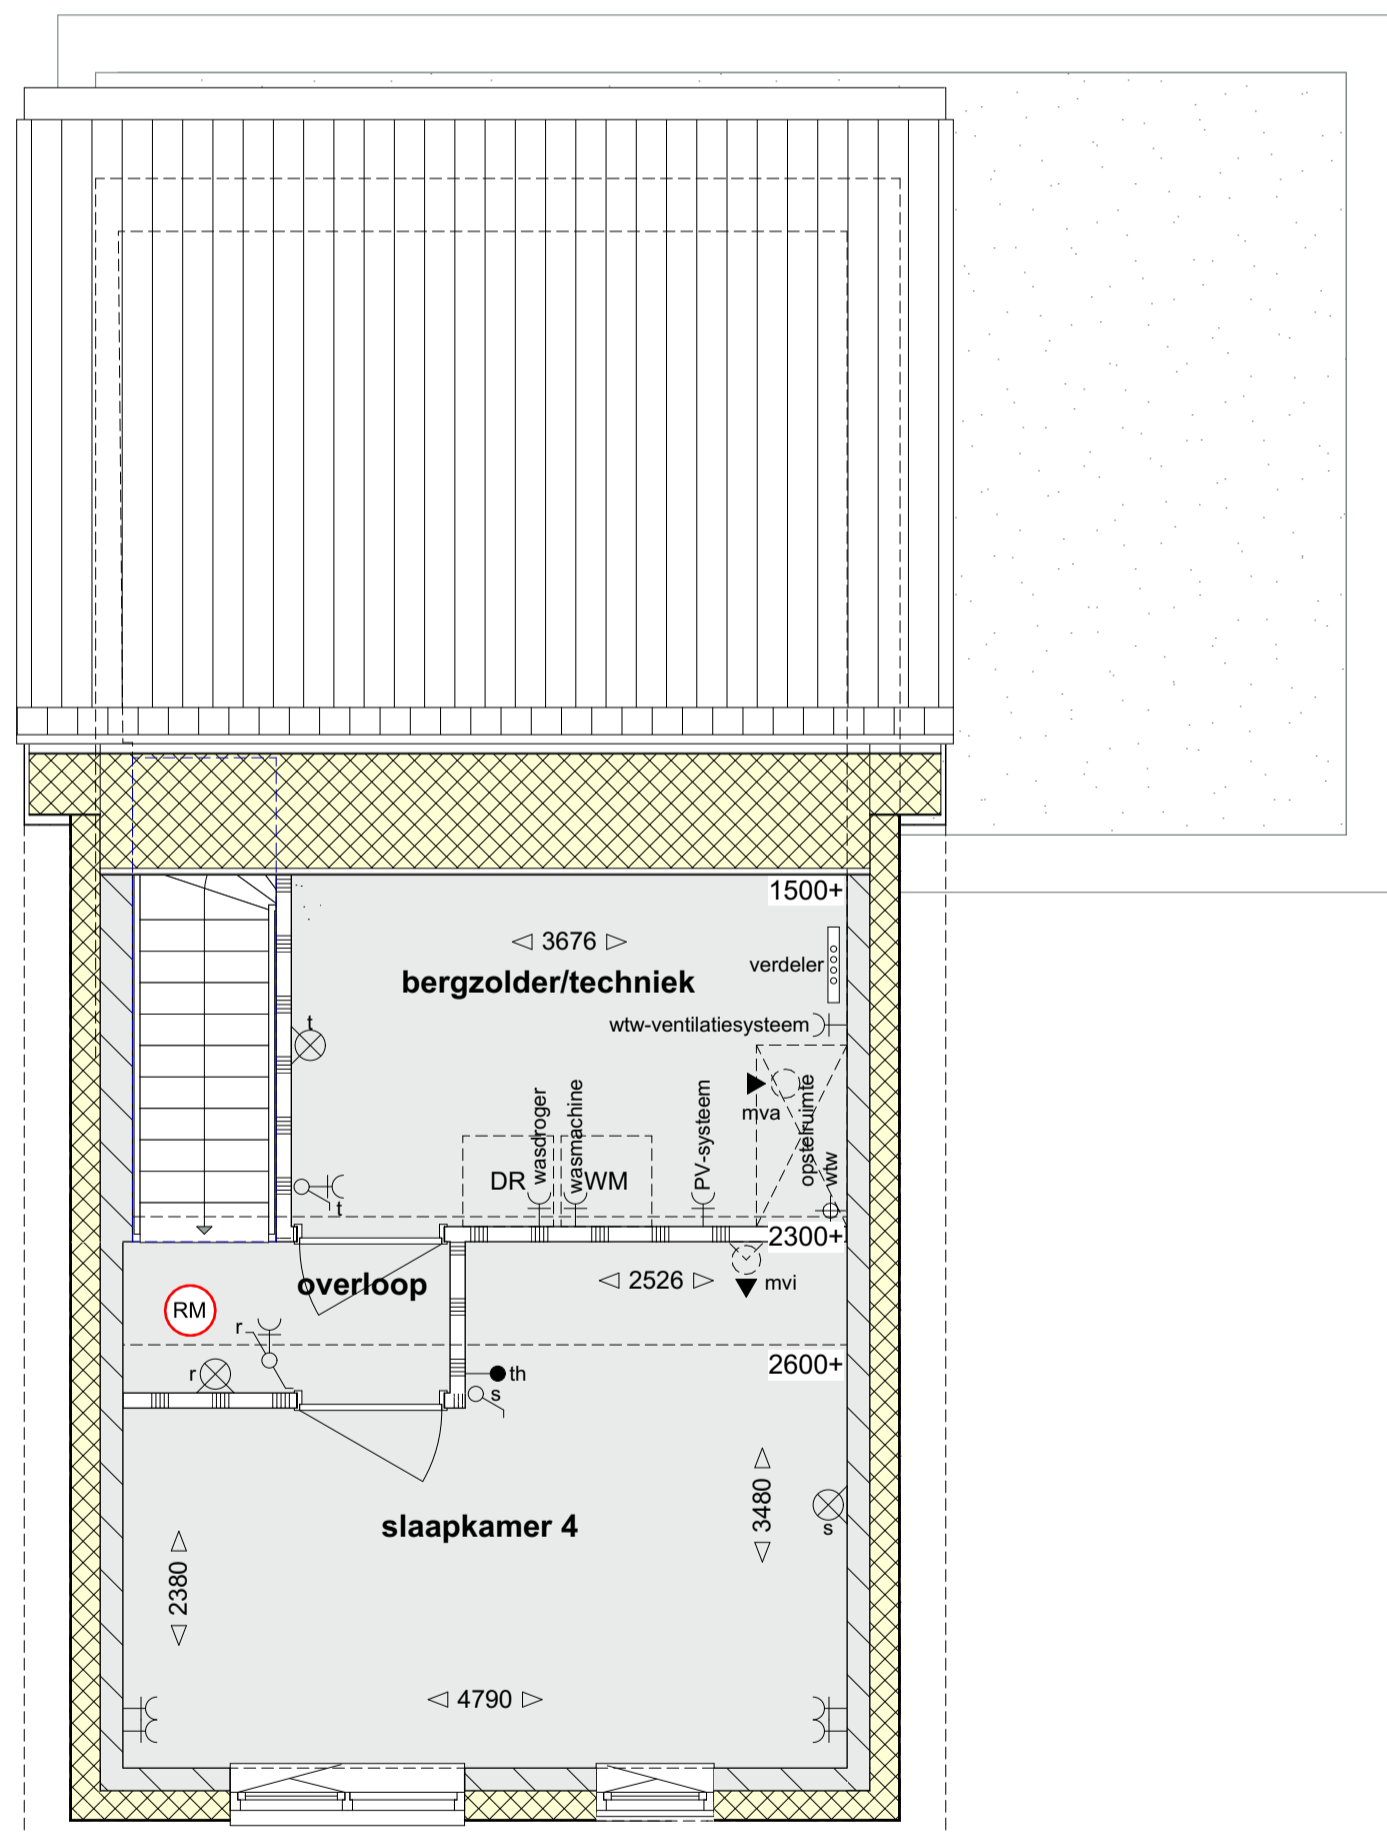 1500+
3676
verdeler
bergzolder/techniek
wtw-ventilatiesysteem
t
mva
opstelruimte
wtw
wasdroger
wasmachine
PV-systeem
DR
WM
t
2300+
overloop
2526
mvi
RM
r
2600+
r
th
s
3480
s
slaapkamer 4
2380
4790